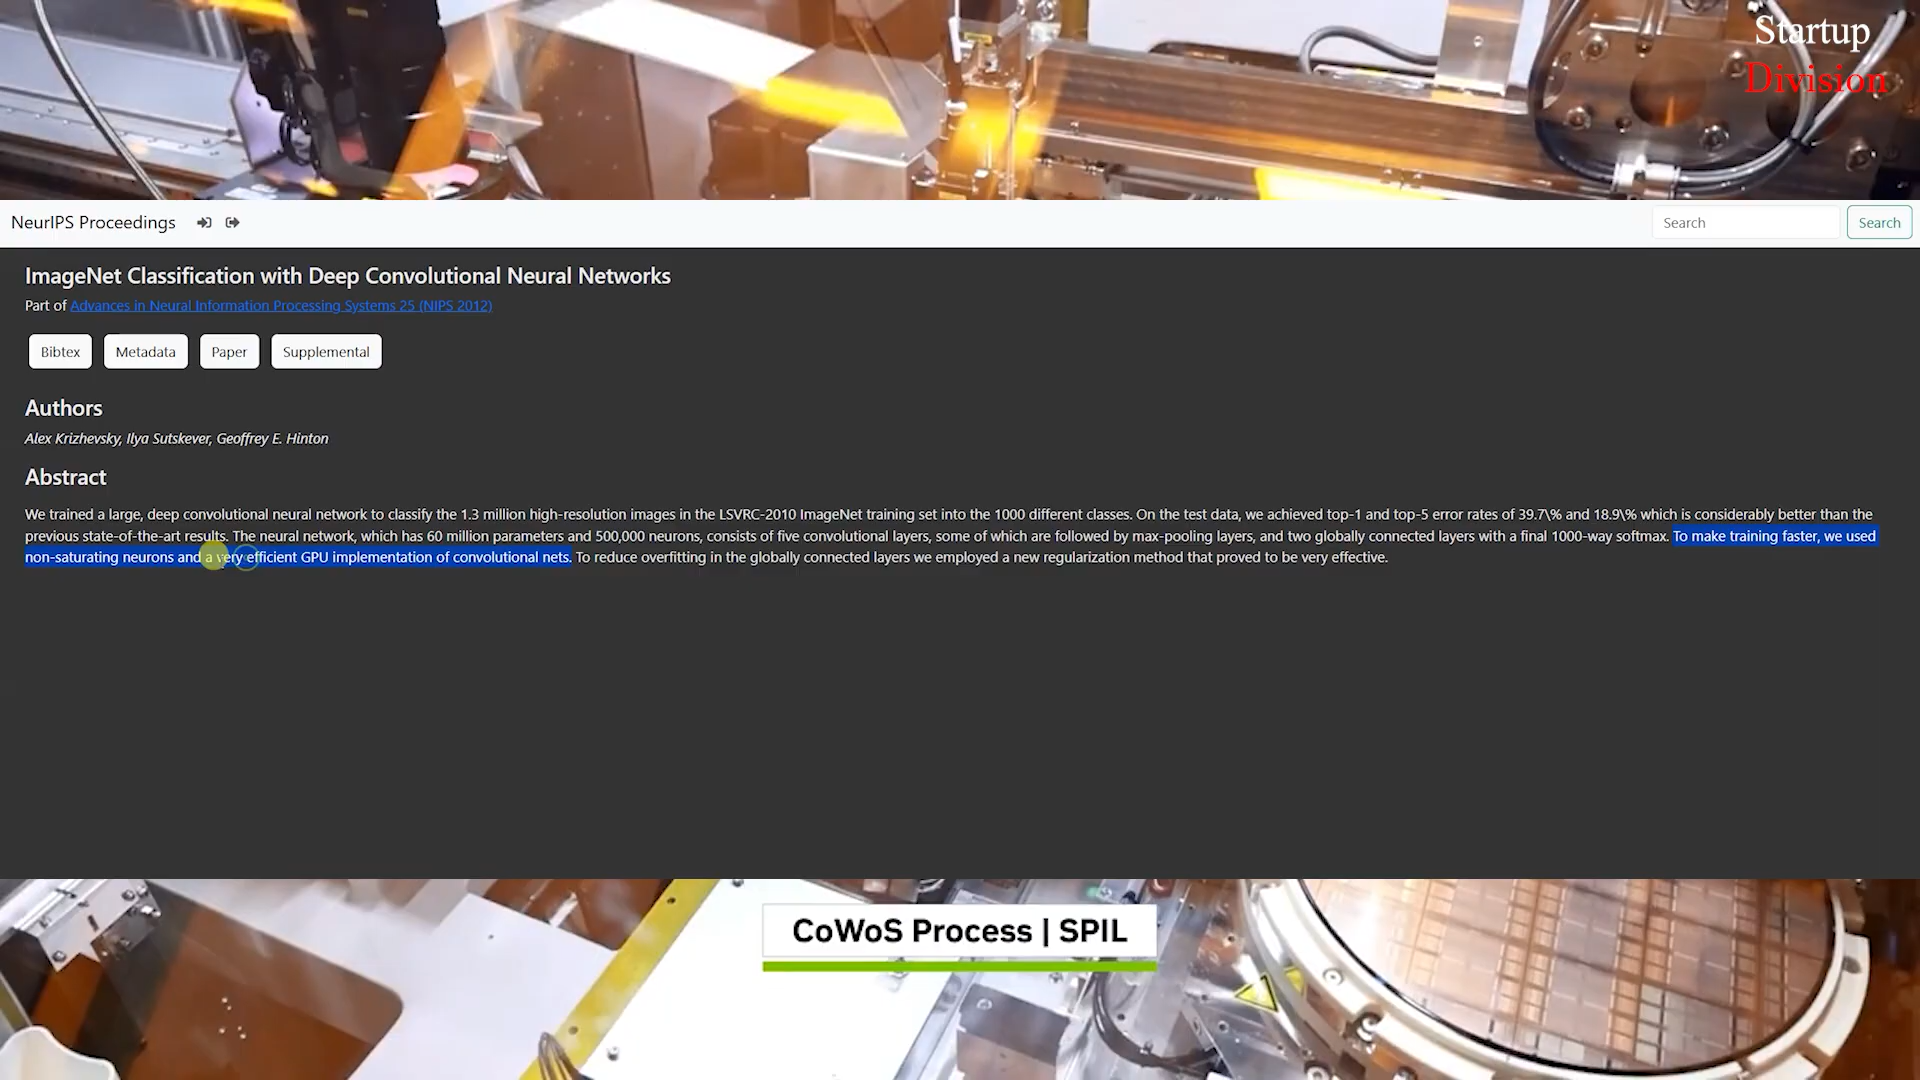 Startup
Division
NeurIPS Proceedings
Search
Search
ImageNet Classification with Deep Convolutional Neural Networks
Part of Advances in Neural Information Processing Systems 25 (NIPS 2012)
Bibtex
Metadata
Paper
Supplemental
Authors
Alex Krizhevsky, Ilya Sutskever, Geoffrey E. Hinton
Abstract
We trained a large, deep convolutional neural network to classify the 1.3 million high-resolution images in the LSVRC-2010 ImageNet training set into the 1000 different classes. On the test data, we achieved top-1 and top-5 error rates of 39.7\% and 18.9\% which is considerably better than the
previous state-of-the-art results. The neural network, which has 60 million parameters and 500,000 neurons, consists of five convolutional layers, some of which are followed by max-pooling layers, and two globally connected layers with a final 1000-way softmax. To make training faster, we used
non-saturating neurons and a very efficient GPU implementation of convolutional nets. To reduce overfitting in the globally connected layers we employed a new regularization method that proved to be very effective.
CoWoS Process | SPIL